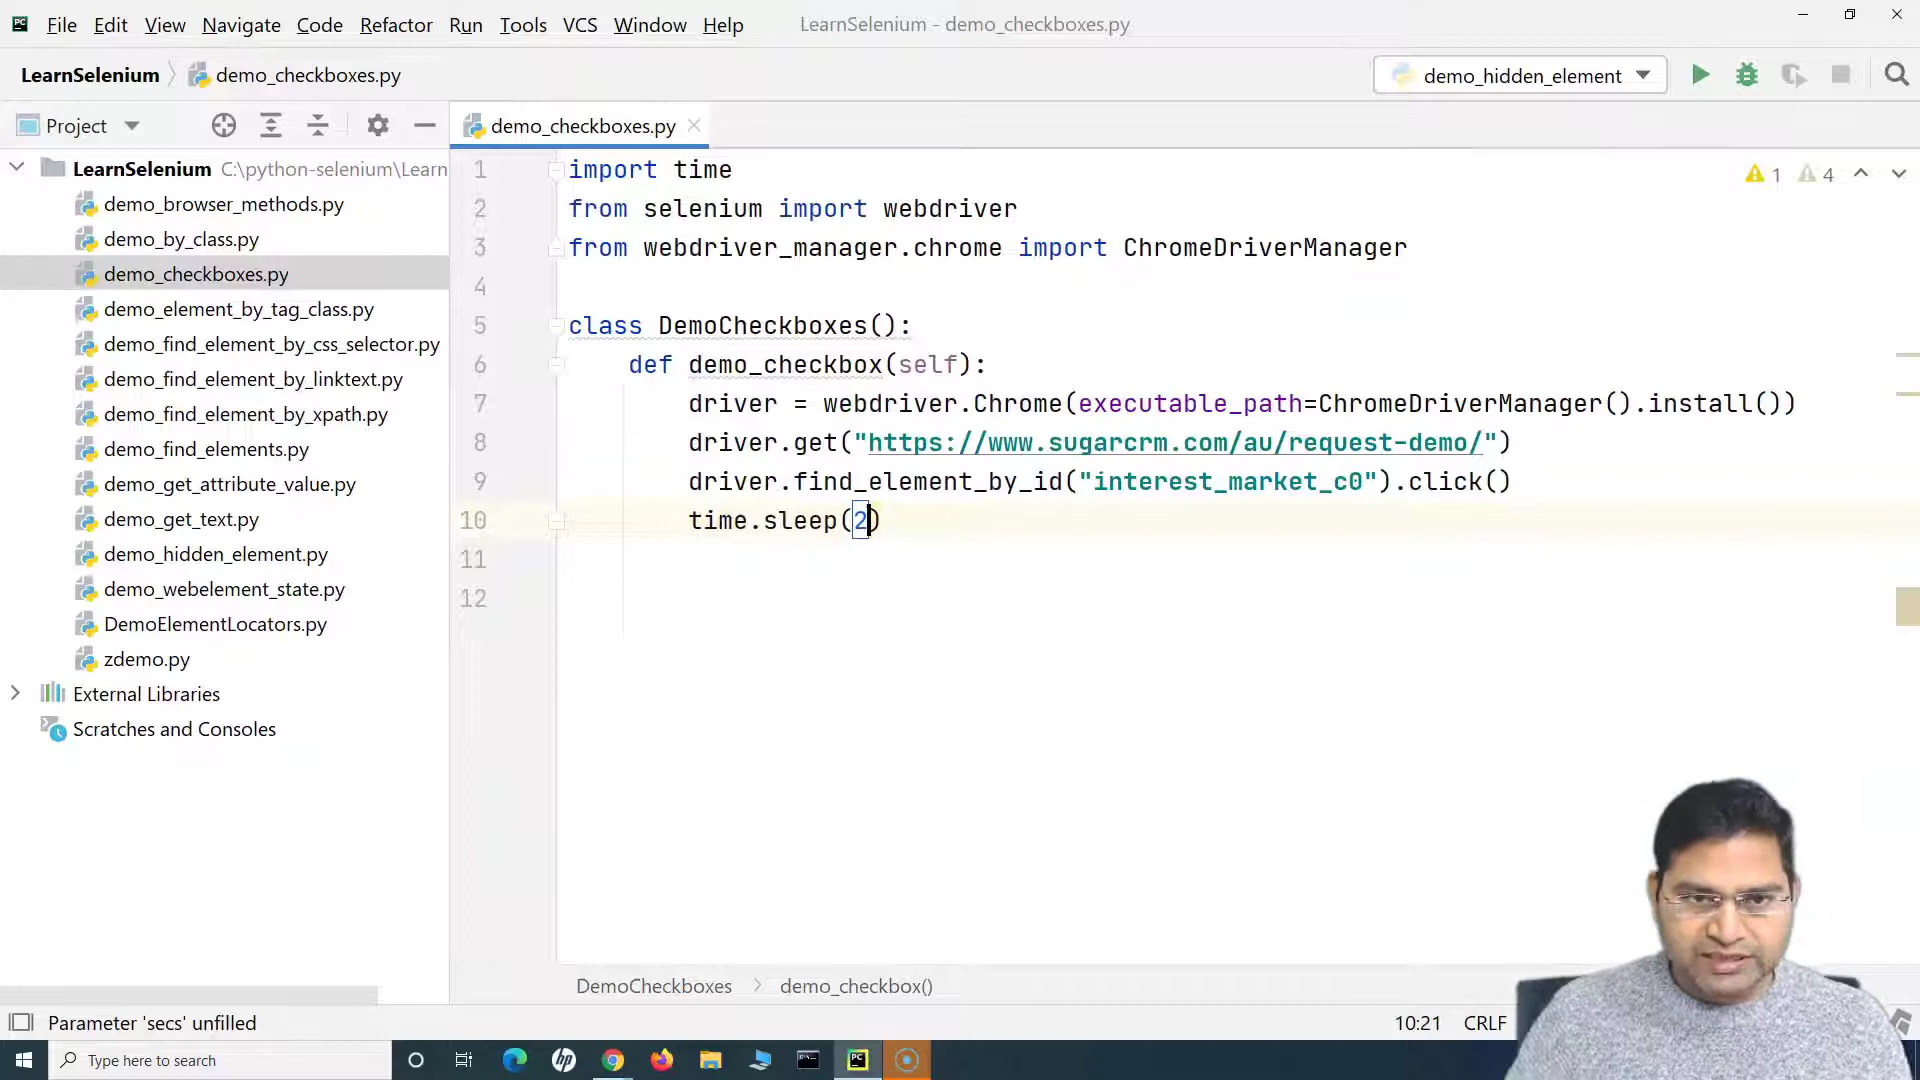 File Edit View Navigate Code Refactor Run Tools VCS Window Help LearnSelenium - demo_checkboxes.py
LearnSelenium demo_checkboxes.py demo_hidden_element
Project demo_checkboxes.py
LearnSelenium C:\python-selenium\Learn
demo_browser_methods.py
demo_by_class.py
demo_checkboxes.py
demo_element_by_tag_class.py
demo_find_element_by_css_selector.py
demo_find_element_by_linktext.py
demo_find_element_by_xpath.py
demo_find_elements.py
demo_get_attribute_value.py
demo_get_text.py
demo_hidden_element.py
demo_webelement_state.py
DemoElementLocators.py
zdemo.py
External Libraries
Scratches and Consoles
1 import time
2 from selenium import webdriver
3 from webdriver_manager.chrome import ChromeDriverManager
4
5 class DemoCheckboxes():
6 def demo_checkbox(self):
7 driver = webdriver.Chrome(executable_path=ChromeDriverManager().install())
8 driver.get("https://www.sugarcrm.com/au/request-demo/")
9 driver.find_element_by_id("interest_market_c0").click()
10 time.sleep(2)
11
12
1 4
DemoCheckboxes demo_checkbox()
Parameter 'secs' unfilled 10:21 CRLF
Type here to search hp PC